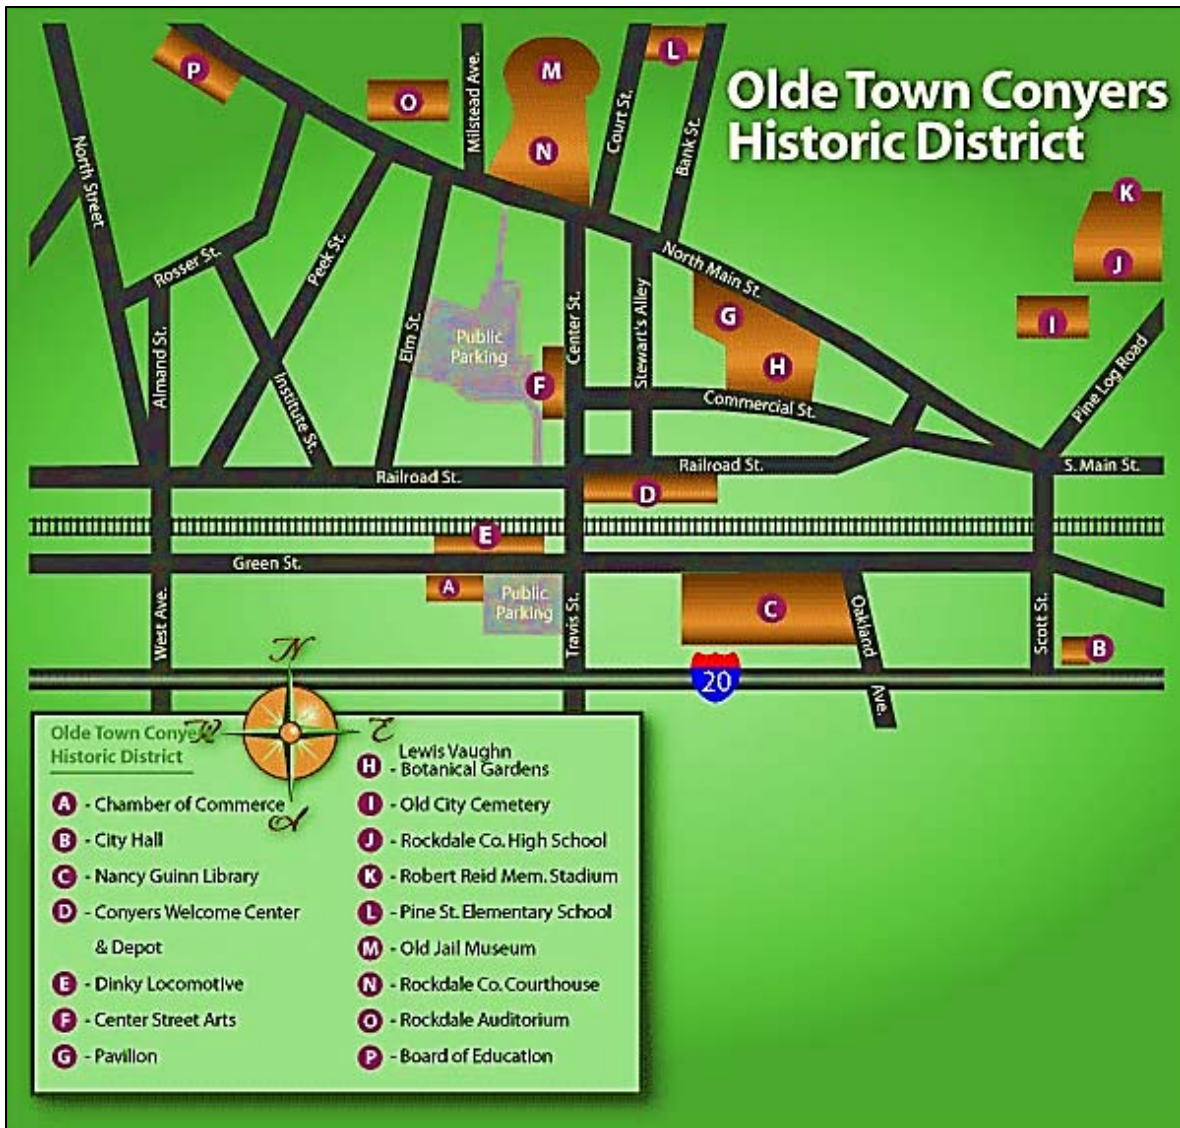 Olde Town Conyers
Historic District
P
O
M
N
L
K
J
I
G
H
F
D
E
A
C
B
North Street
Milstead Ave.
Court St.
Bank St.
Rosser St.
Peek St.
Elm St.
Public
Parking
Center St.
Stewart's Alley
North Main St.
Almand St.
Institute St.
Commercial St.
Pine Log Road
Railroad St.
Railroad St.
S. Main St.
Green St.
Public
Parking
West Ave.
Travis St.
Oakland
Ave.
Scott St.
20
N
W
E
Olde Town Conyers
Historic District
A - Chamber of Commerce
B - City Hall
C - Nancy Guinn Library
D - Conyers Welcome Center
& Depot
E - Dinky Locomotive
F - Center Street Arts
G - Pavilion
Lewis Vaughn
H - Botanical Gardens
I - Old City Cemetery
J - Rockdale Co. High School
K - Robert Reid Mem. Stadium
L - Pine St. Elementary School
M - Old Jail Museum
N - Rockdale Co. Courthouse
O - Rockdale Auditorium
P - Board of Education